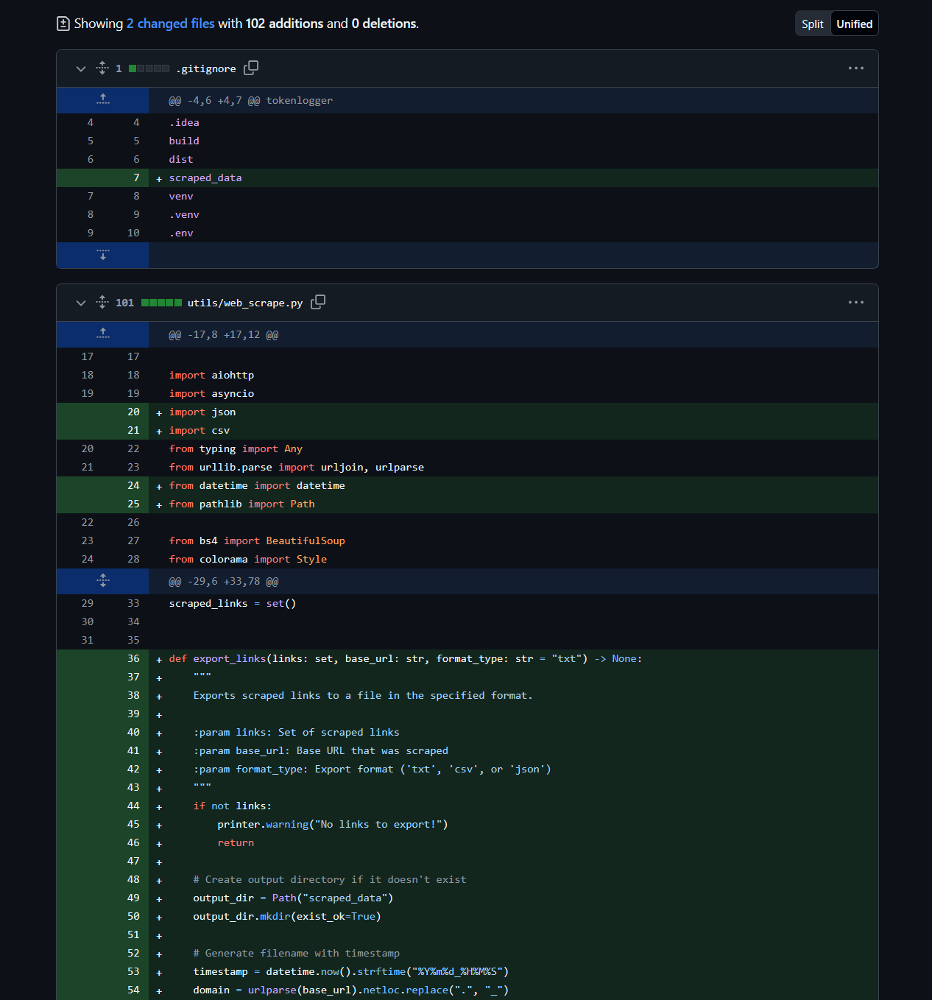 Showing 2 changed files with 102 additions and 0 deletions.
Split Unified
1 .gitignore
@@ -4,6 +4,7 @@ tokenlogger
4 4 .idea
5 5 build
6 6 dist
7 + scraped_data
7 8 venv
8 9 .venv
9 10 .env
101 utils/web_scrape.py
@@ -17,8 +17,12 @@
17 17
18 18 import aiohttp
19 19 import asyncio
20 + import json
21 + import csv
20 22 from typing import Any
21 23 from urllib.parse import urljoin, urlparse
24 + from datetime import datetime
25 + from pathlib import Path
22 26
23 27 from bs4 import BeautifulSoup
24 28 from colorama import Style
@@ -29,6 +33,78 @@
29 33 scraped_links = set()
30 34
31 35
36 + def export_links(links: set, base_url: str, format_type: str = "txt") -> None:
37 + """
38 + Exports scraped links to a file in the specified format.
39 +
40 + :param links: Set of scraped links
41 + :param base_url: Base URL that was scraped
42 + :param format_type: Export format ('txt', 'csv', or 'json')
43 + """
44 + if not links:
45 + printer.warning("No links to export!")
46 + return
47 +
48 + # Create output directory if it doesn't exist
49 + output_dir = Path("scraped_data")
50 + output_dir.mkdir(exist_ok=True)
51 +
52 + # Generate filename with timestamp
53 + timestamp = datetime.now().strftime("%Y%m%d_%H%M%S")
54 + domain = urlparse(base_url).netloc.replace(".", "_")